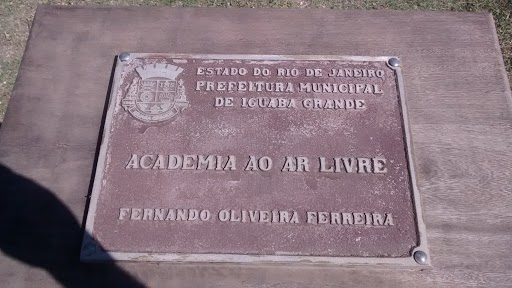 ESTADO DO RIO DE JANEIRO
PREFEITURA MUNICIPAL
DE IGUABA GRANDE
ACADEMIA AO AR LIVRE
FERNANDO OLIVEIRA FERREIRA